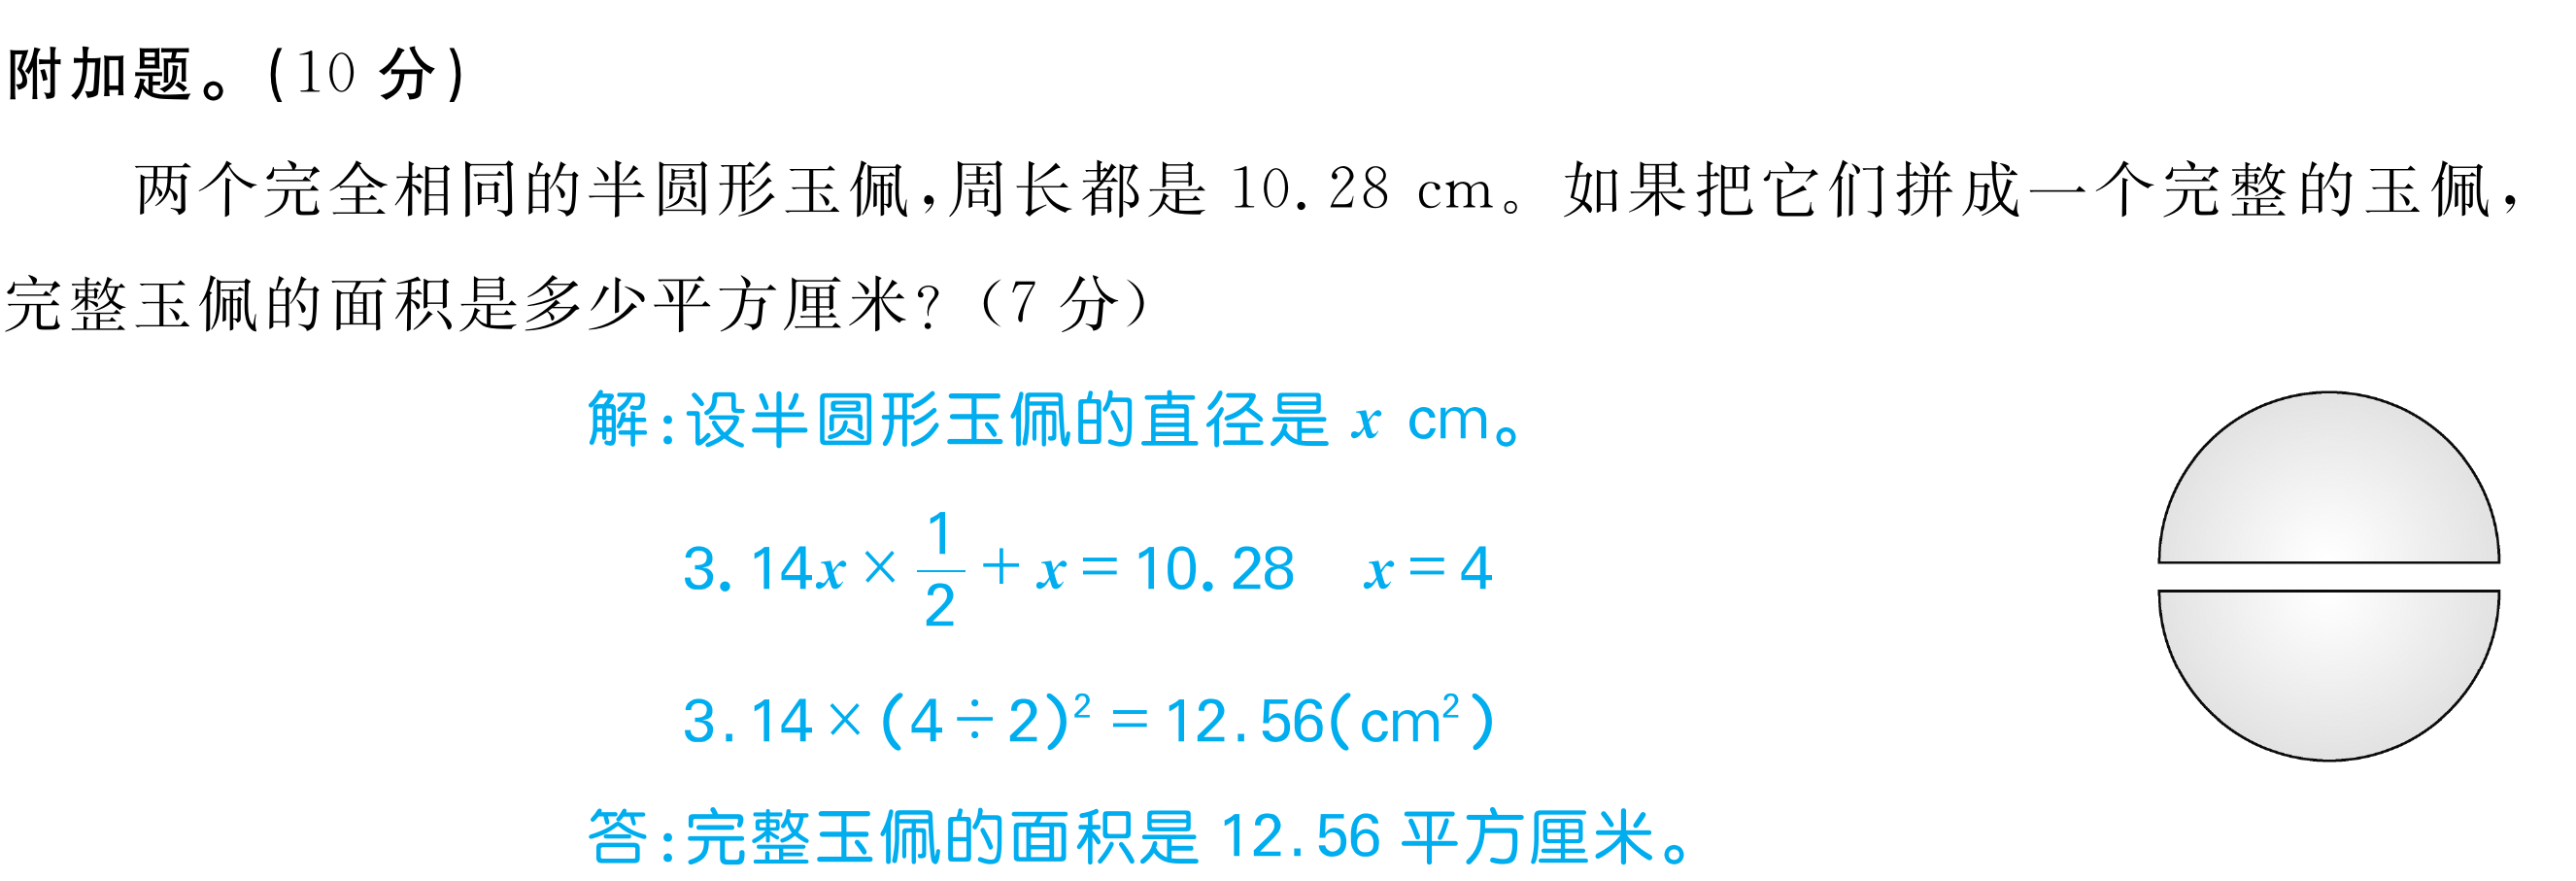 附加题。(10 分)
两个完全相同的半圆形玉佩,周长都是 10.28 cm。如果把它们拼成一个完整的玉佩,
完整玉佩的面积是多少平方厘米?(7 分)
解:设半圆形玉佩的直径是 x cm。
3.14x × 1/2 + x = 10.28 x = 4
3.14 × (4 ÷ 2)² = 12.56(cm²)
答:完整玉佩的面积是 12.56 平方厘米。